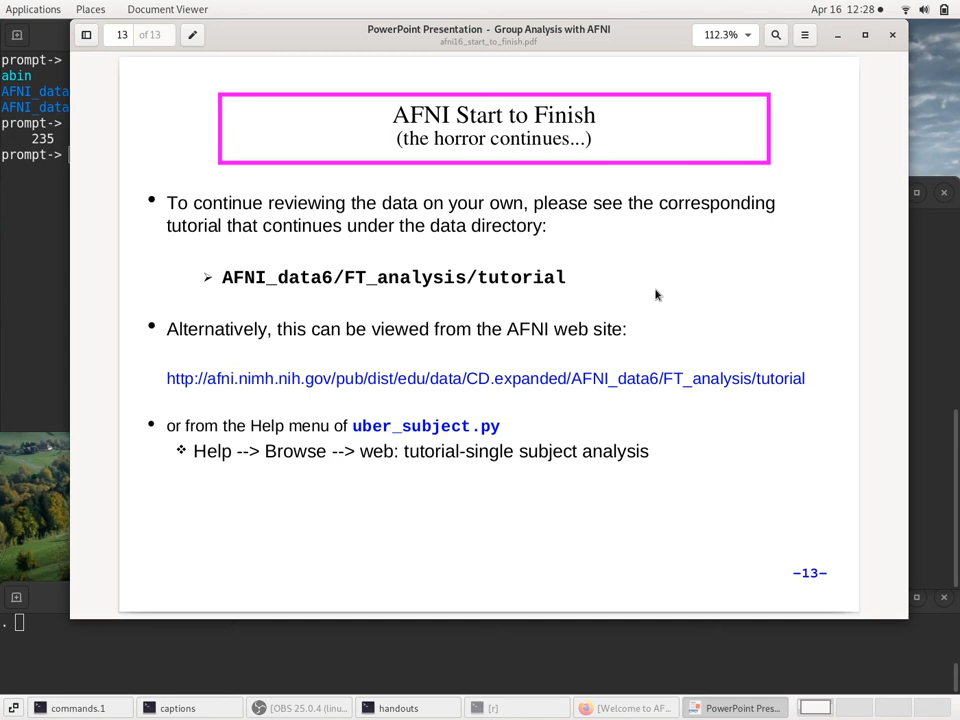 Applications Places Document Viewer Apr 16 12:28
13 of 13
PowerPoint Presentation - Group Analysis with AFNI
afni16_start_to_finish.pdf
112.3%
prompt->
abin
AFNI_data
AFNI_data
prompt->
235
prompt->
AFNI Start to Finish
(the horror continues...)
• To continue reviewing the data on your own, please see the corresponding
tutorial that continues under the data directory:
➢ AFNI_data6/FT_analysis/tutorial
• Alternatively, this can be viewed from the AFNI web site:
http://afni.nimh.nih.gov/pub/dist/edu/data/CD.expanded/AFNI_data6/FT_analysis/tutorial
• or from the Help menu of uber_subject.py
❖ Help --> Browse --> web: tutorial-single subject analysis
-13-
.
commands.1 captions [OBS 25.0.4 (linu... handouts [r] [Welcome to AF... PowerPoint Pres...